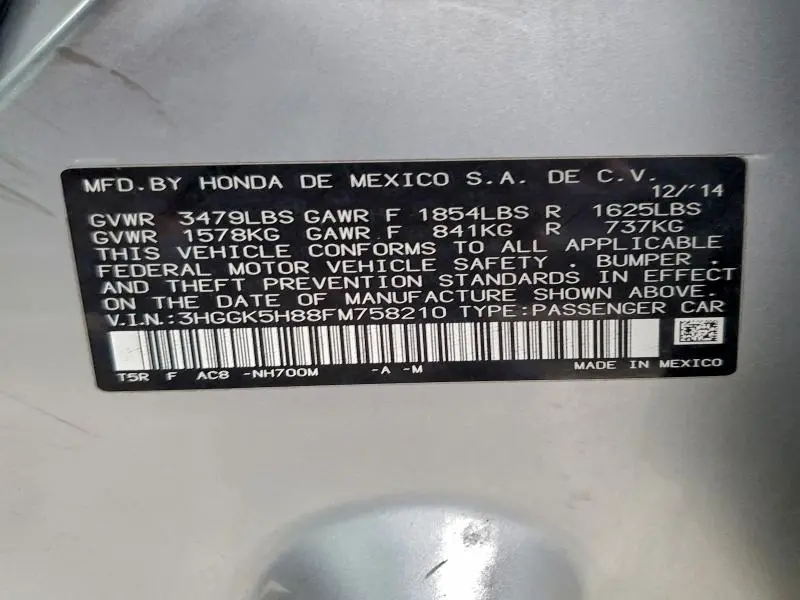 MFD.BY HONDA DE MEXICO S.A. DE C.V.
12/'14
GVWR 3479LBS GAWR F 1854LBS R 1625LBS
GVWR 1578KG GAWR F 841KG R 737KG
THIS VEHICLE CONFORMS TO ALL APPLICABLE
FEDERAL MOTOR VEHICLE SAFETY , BUMPER ,
AND THEFT PREVENTION STANDARDS IN EFFECT
ON THE DATE OF MANUFACTURE SHOWN ABOVE.
V.I.N.:3HGGK5H88FM758210 TYPE:PASSENGER CAR
T5R F AC8 -NH700M -A -M MADE IN MEXICO